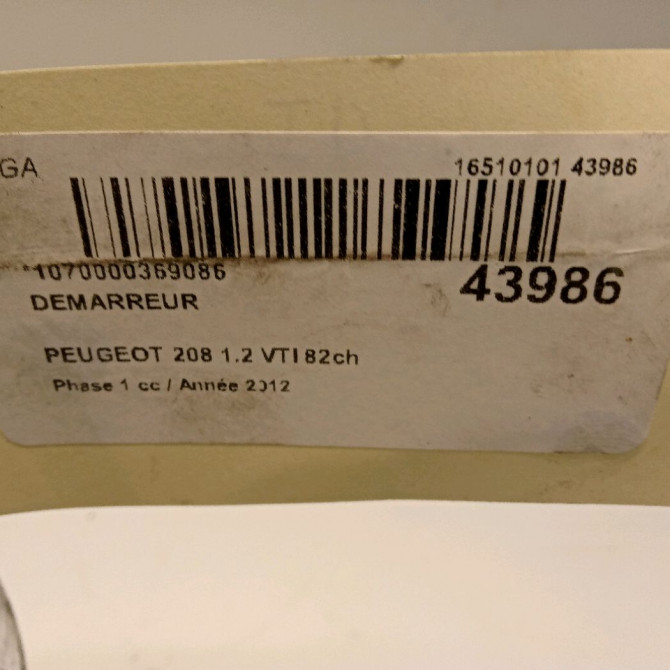 GA 16510101 43986
*1070000369086
43986
DEMARREUR
PEUGEOT 208 1.2 VTI 82ch
Phase 1 cc / Année 2012